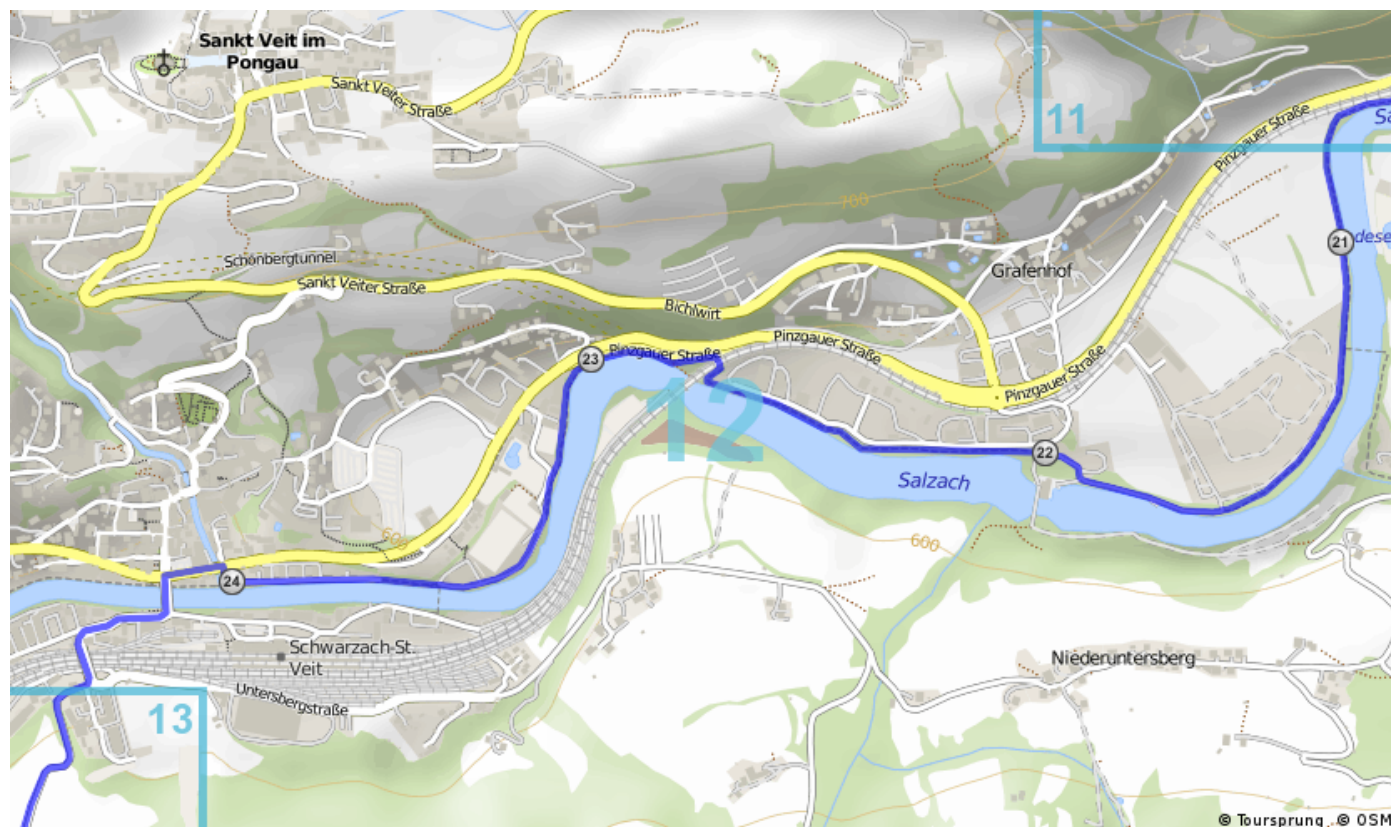 Sankt Veit im
Pongau
Sankt Veiter Straße
11
Pinzgauer Straße
Sa
700
21
dese
Schönbergtunnel
Sankt Veiter Straße
Grafenhof
Bichlwirt
Pinzgauer Straße
Pinzgauer Straße
23
Pinzgauer Straße
12
22
Salzach
600
600
24
Schwarzach-St.
Veit
Niederuntersberg
Untersbergstraße
13
© Toursprung © OSM